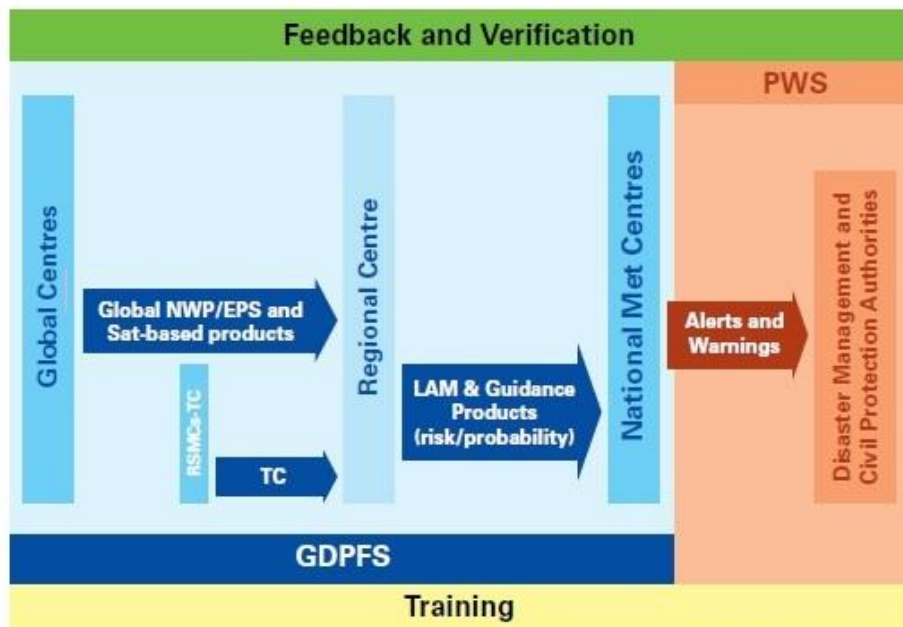 Feedback and Verification
PWS
Global Centres
Global NWP/EPS and
Sat-based products
RSMCs-TC
TC
Regional Centre
LAM & Guidance
Products
(risk/probability)
National Met Centres
Alerts and
Warnings
Disaster Management and
Civil Protection Authorities
GDPFS
Training